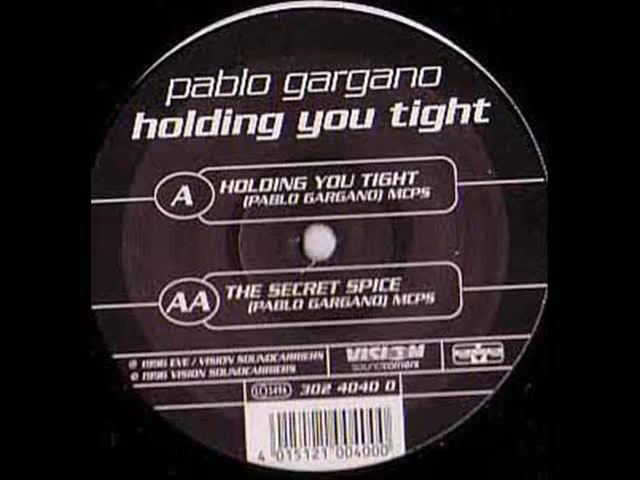 pablo gargano
holding you tight
A
HOLDING YOU TIGHT
(PABLO GARGANO) MCPS
AA
THE SECRET SPICE
(PABLO GARGANO) MCPS
℗ 1996 EYE / VISION SOUNDCARRIERS
© 1996 VISION SOUNDCARRIERS
VISION
soundcarriers
302 4040 0
4 015121 004000